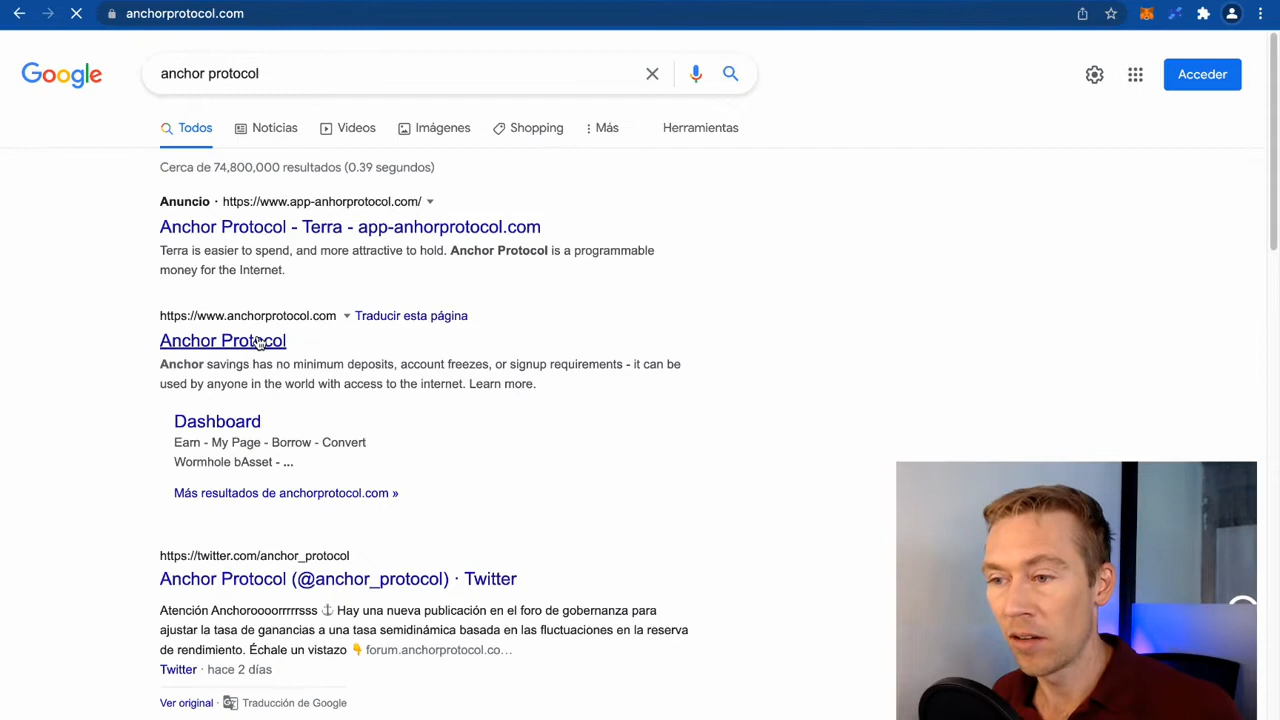 anchorprotocol.com
Google
anchor protocol
Acceder
Todos
Noticias
Videos
Imágenes
Shopping
Más
Herramientas
Cerca de 74,800,000 resultados (0.39 segundos)
Anuncio · https://www.app-anhorprotocol.com/
Anchor Protocol - Terra - app-anhorprotocol.com
Terra is easier to spend, and more attractive to hold. Anchor Protocol is a programmable
money for the Internet.
https://www.anchorprotocol.com Traducir esta página
Anchor Protocol
Anchor savings has no minimum deposits, account freezes, or signup requirements - it can be
used by anyone in the world with access to the internet. Learn more.
Dashboard
Earn - My Page - Borrow - Convert
Wormhole bAsset - ...
Más resultados de anchorprotocol.com »
https://twitter.com/anchor_protocol
Anchor Protocol (@anchor_protocol) · Twitter
Atención Anchoroooorrrrrsss ⚓ Hay una nueva publicación en el foro de gobernanza para
ajustar la tasa de ganancias a una tasa semidinámica basada en las fluctuaciones en la reserva
de rendimiento. Échale un vistazo 👇 forum.anchorprotocol.co...
Twitter · hace 2 días
Ver original · Traducción de Google